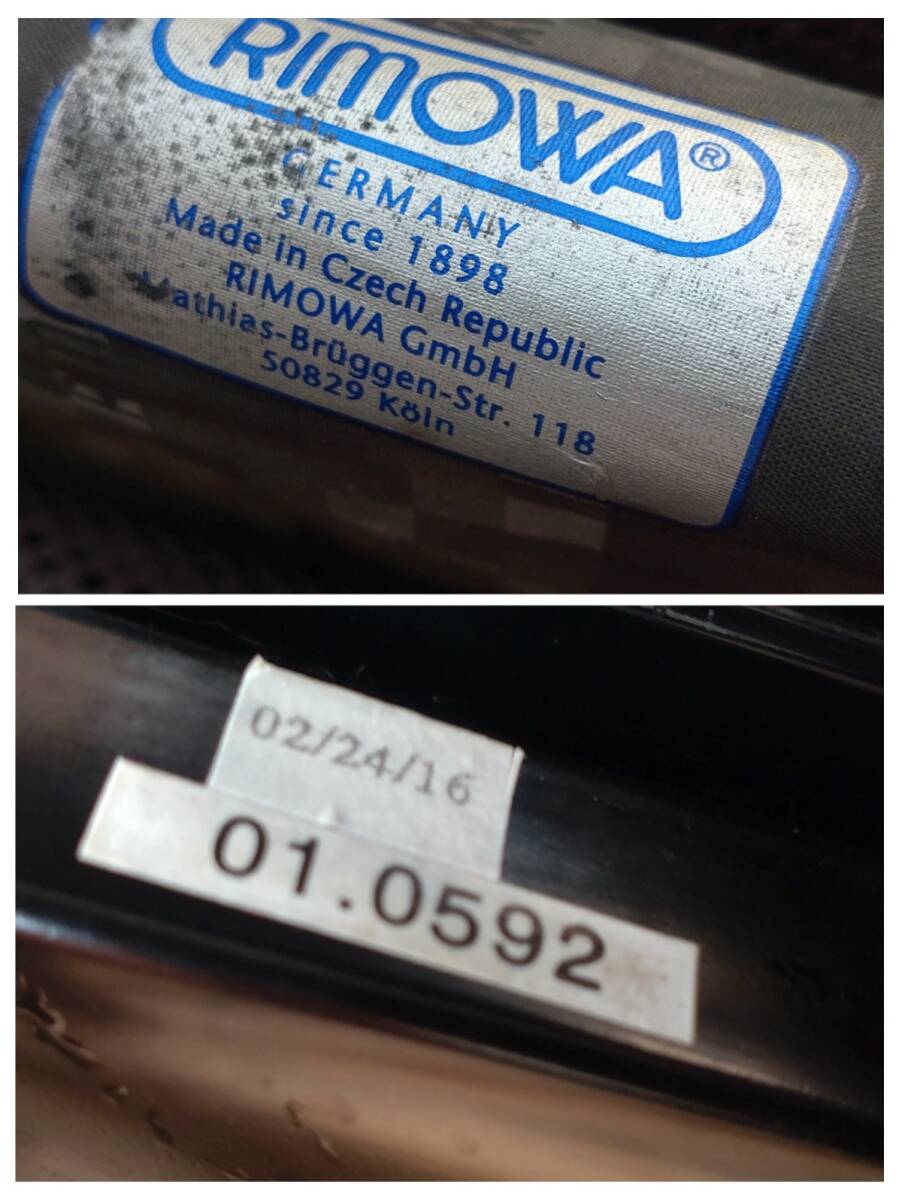 RIMOWA®
GERMANY
since 1898
Made in Czech Republic
RIMOWA GmbH
Mathias-Brüggen-Str. 118
50829 Köln
02/24/16
01.0592